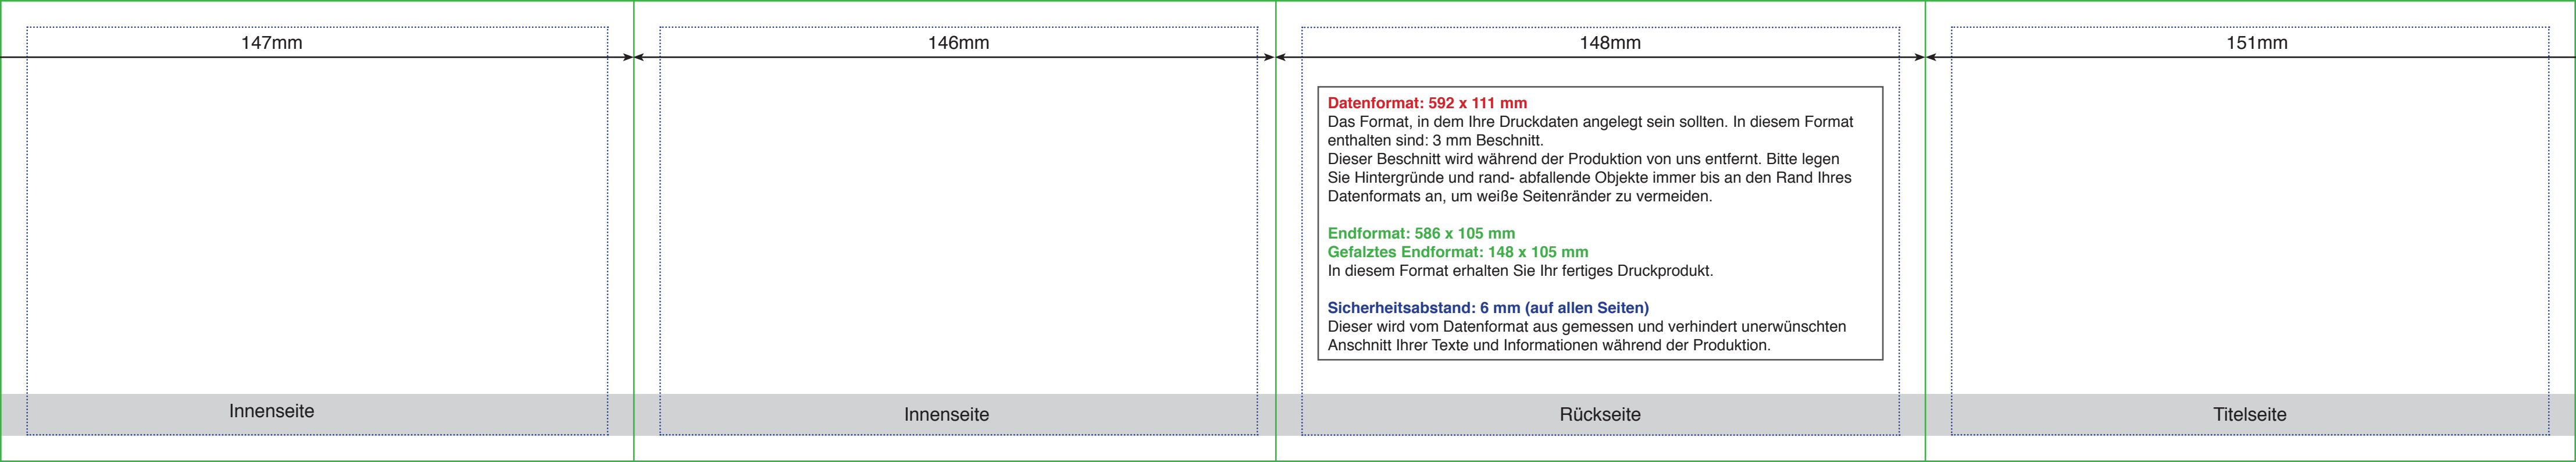 147mm
146mm
148mm
151mm
Datenformat: 592 x 111 mm
Das Format, in dem Ihre Druckdaten angelegt sein sollten. In diesem Format
enthalten sind: 3 mm Beschnitt.
Dieser Beschnitt wird während der Produktion von uns entfernt. Bitte legen
Sie Hintergründe und rand- abfallende Objekte immer bis an den Rand Ihres
Datenformats an, um weiße Seitenränder zu vermeiden.
Endformat: 586 x 105 mm
Gefalztes Endformat: 148 x 105 mm
In diesem Format erhalten Sie Ihr fertiges Druckprodukt.
Sicherheitsabstand: 6 mm (auf allen Seiten)
Dieser wird vom Datenformat aus gemessen und verhindert unerwünschten
Anschnitt Ihrer Texte und Informationen während der Produktion.
Innenseite
Innenseite
Rückseite
Titelseite